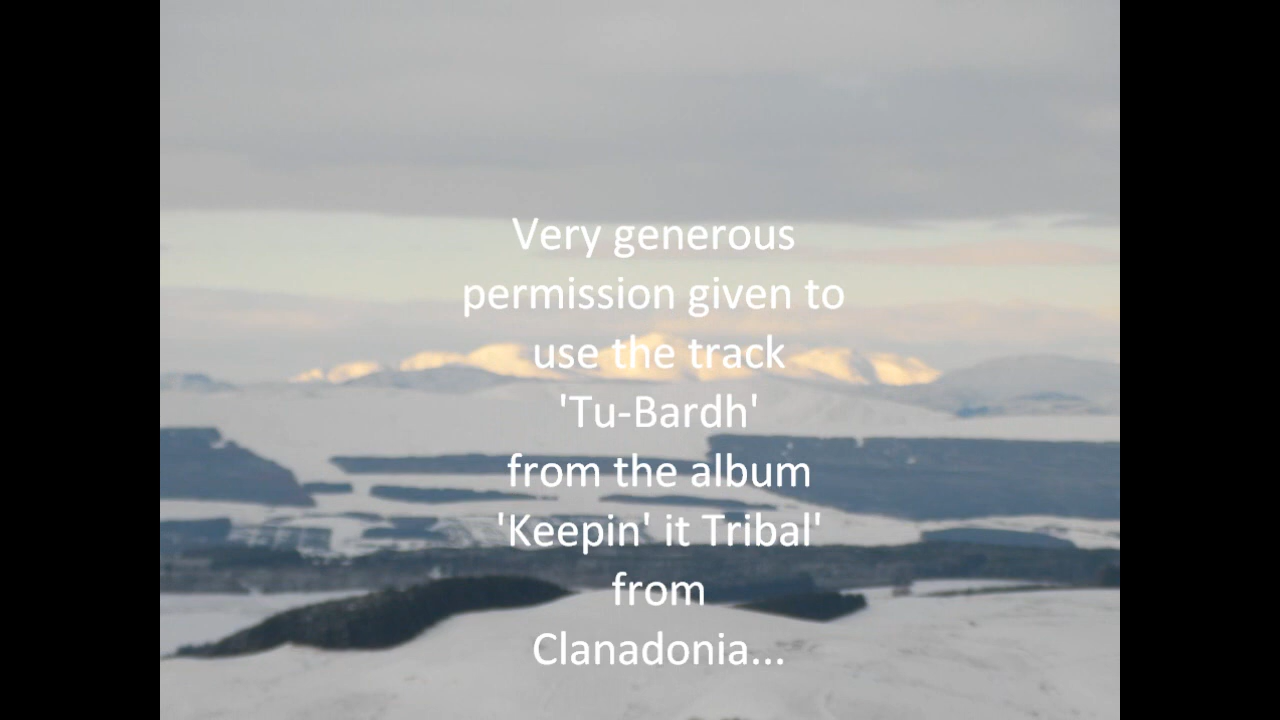 Very generous
permission given to
use the track
'Tu-Bardh'
from the album
'Keepin' it Tribal'
from
Clanadonia...